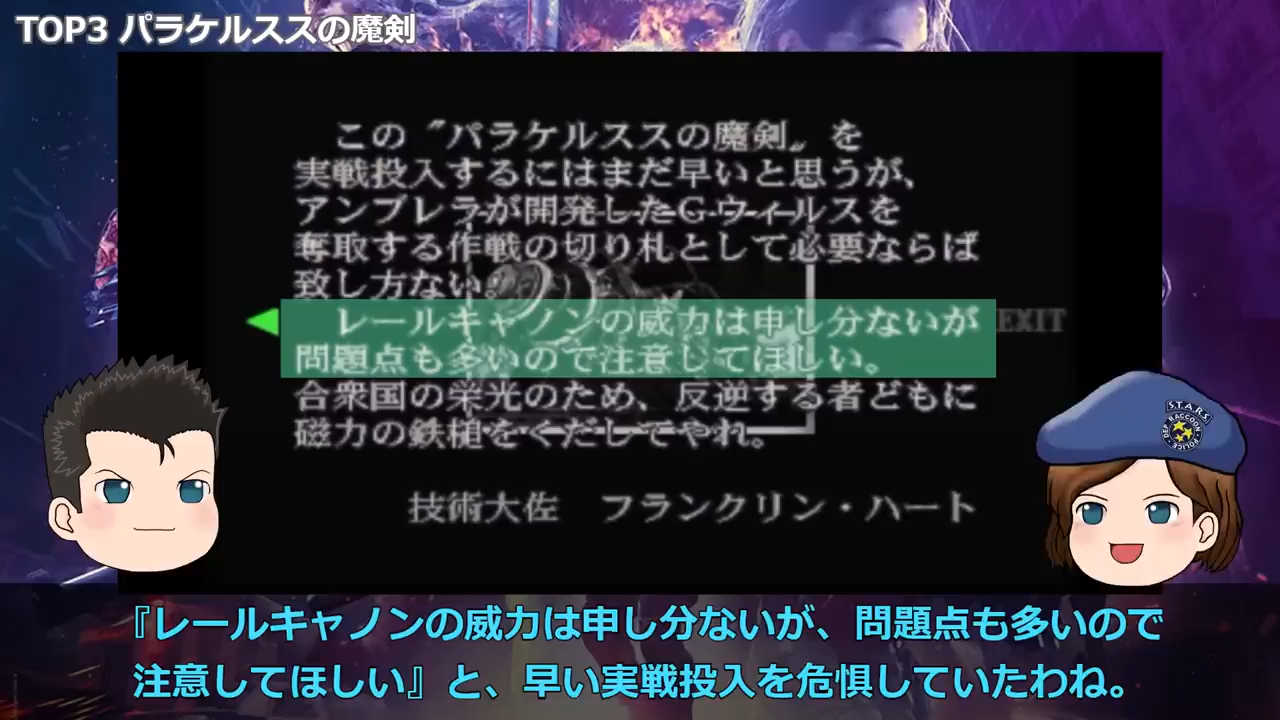 TOP3 パラケルススの魔剣
この〝パラケルススの魔剣〟を
実戦投入するにはまだ早いと思うが、
アンブレラが開発したGウィルスを
奪取する作戦の切り札として必要ならば
致し方ない。
レールキャノンの威力は申し分ないが
問題点も多いので注意してほしい。
EXIT
合衆国の栄光のため、反逆する者どもに
磁力の鉄槌をくだしてやれ。
技術大佐 フランクリン・ハート
S.T.A.R.S.
RACCOON
POLICE
DEP.
『レールキャノンの威力は申し分ないが、問題点も多いので
注意してほしい』と、早い実戦投入を危惧していたわね。